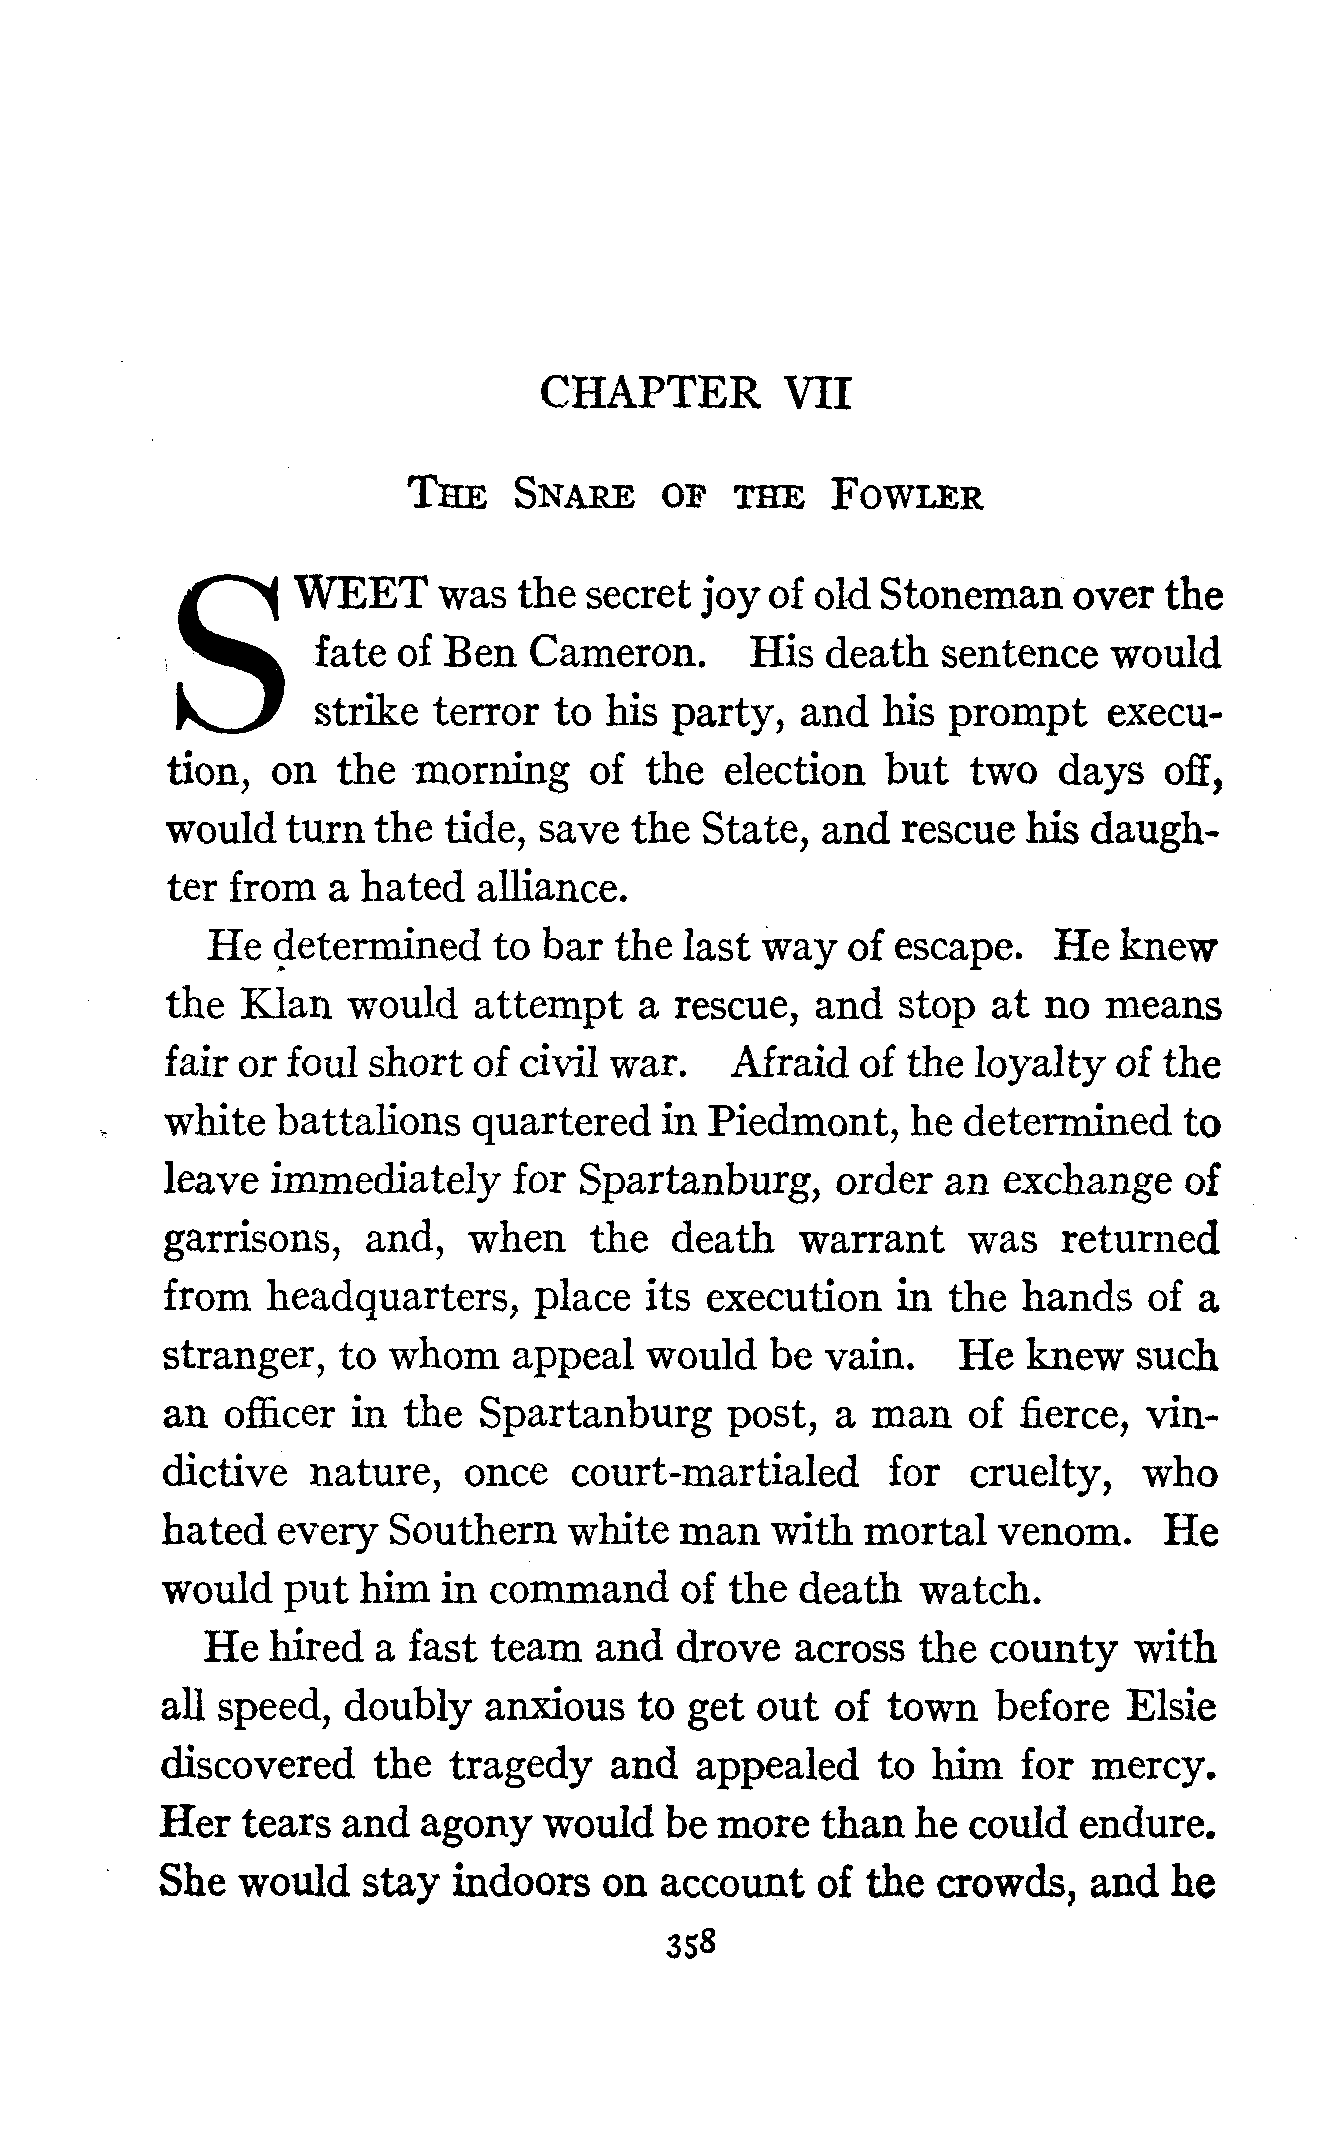 CHAPTER VII
The Snare of the Fowler
SWEET was the secret joy of old Stoneman over the
fate of Ben Cameron. His death sentence would
strike terror to his party, and his prompt execu-
tion, on the morning of the election but two days off,
would turn the tide, save the State, and rescue his daugh-
ter from a hated alliance.
He determined to bar the last way of escape. He knew
the Klan would attempt a rescue, and stop at no means
fair or foul short of civil war. Afraid of the loyalty of the
white battalions quartered in Piedmont, he determined to
leave immediately for Spartanburg, order an exchange of
garrisons, and, when the death warrant was returned
from headquarters, place its execution in the hands of a
stranger, to whom appeal would be vain. He knew such
an officer in the Spartanburg post, a man of fierce, vin-
dictive nature, once court-martialed for cruelty, who
hated every Southern white man with mortal venom. He
would put him in command of the death watch.
He hired a fast team and drove across the county with
all speed, doubly anxious to get out of town before Elsie
discovered the tragedy and appealed to him for mercy.
Her tears and agony would be more than he could endure.
She would stay indoors on account of the crowds, and he
358